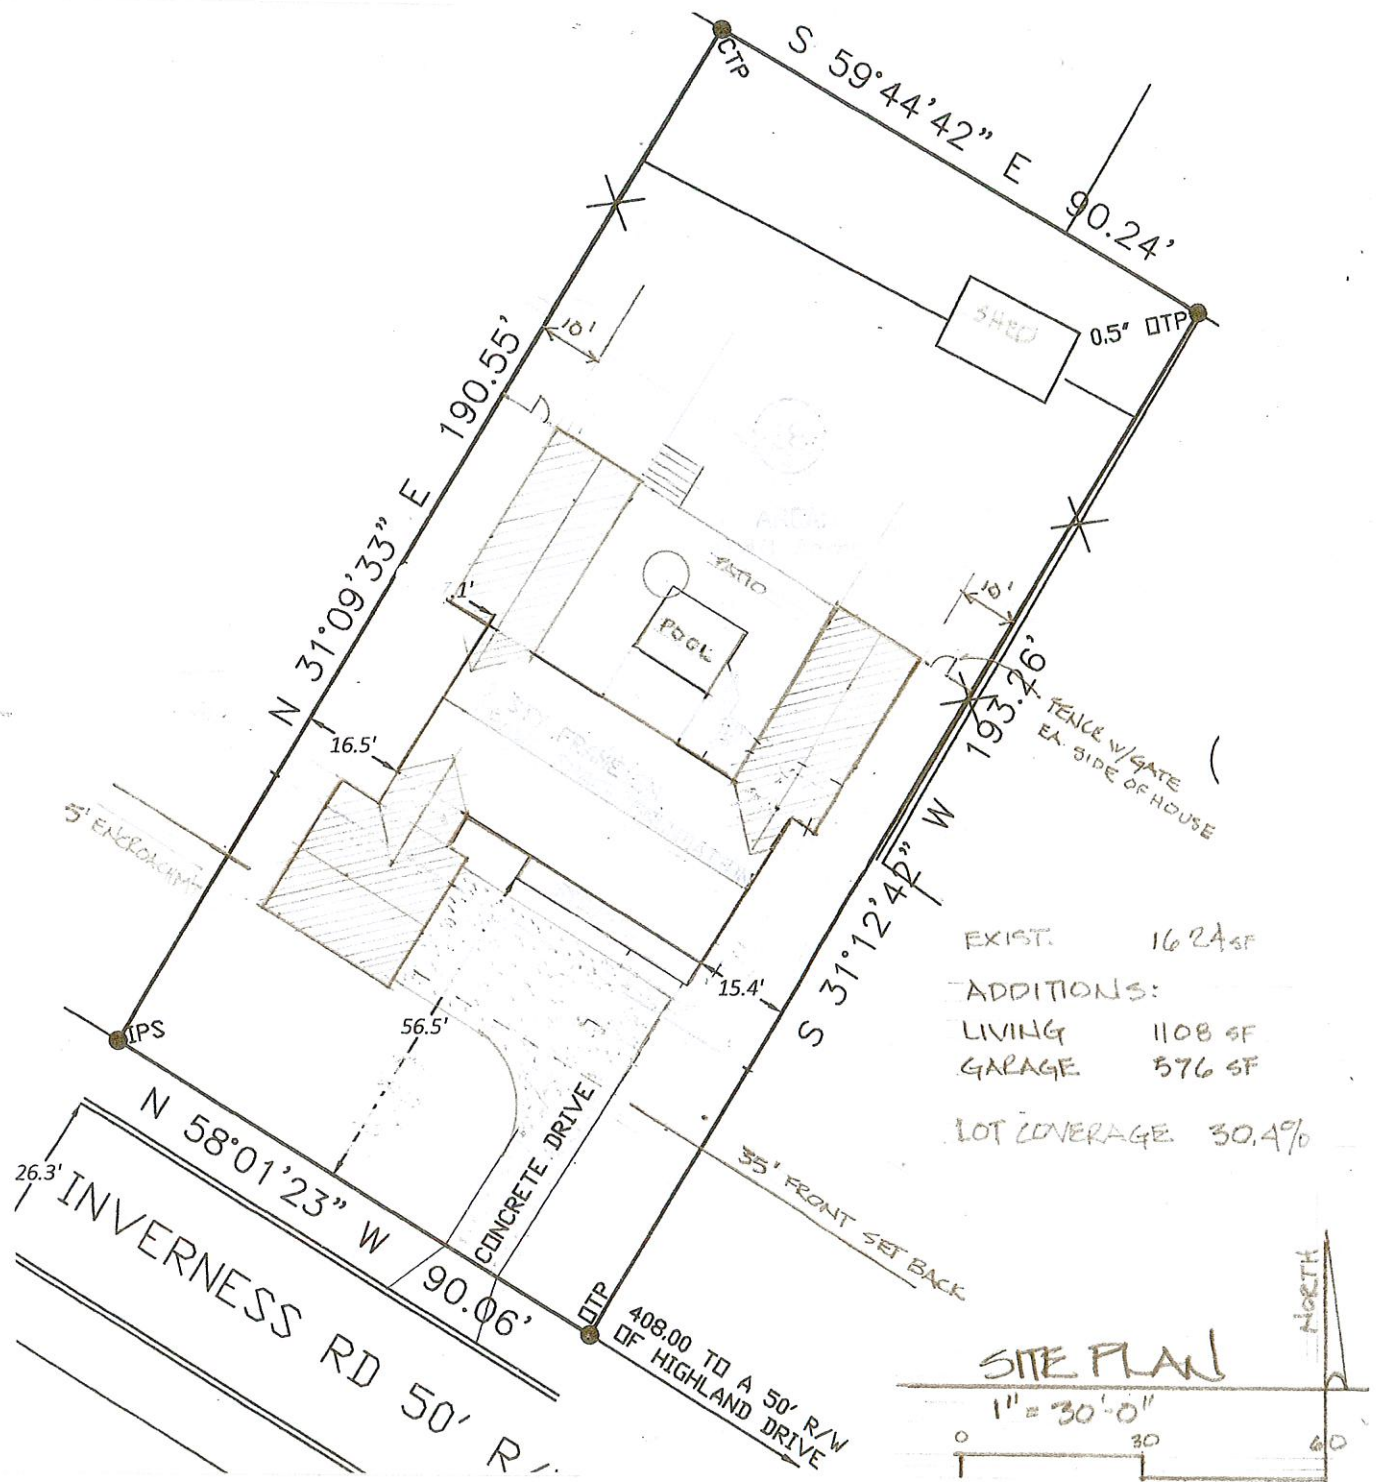 S 59°44'42" E 90.24'
CTP
SHED
0.5" OTP
10'
N 31°09'33" E 190.55'
PATIO
POOL
10'
FENCE W/GATE
EA. SIDE OF HOUSE
16.5'
5' ENCROACHMT
S 31°12'42" W 193.26'
15.4'
56.5'
EXIST. 1624 SF
ADDITIONS:
LIVING 1108 SF
GARAGE 576 SF
LOT COVERAGE 30.4%
IPS
N 58°01'23" W 90.06'
CONCRETE DRIVE
35' FRONT SET BACK
26.3'
INVERNESS RD 50' R/
OTP
408.00 TO A 50' R/W
OF HIGHLAND DRIVE
NORTH
SITE PLAN
1" = 30'-0"
0 30 60